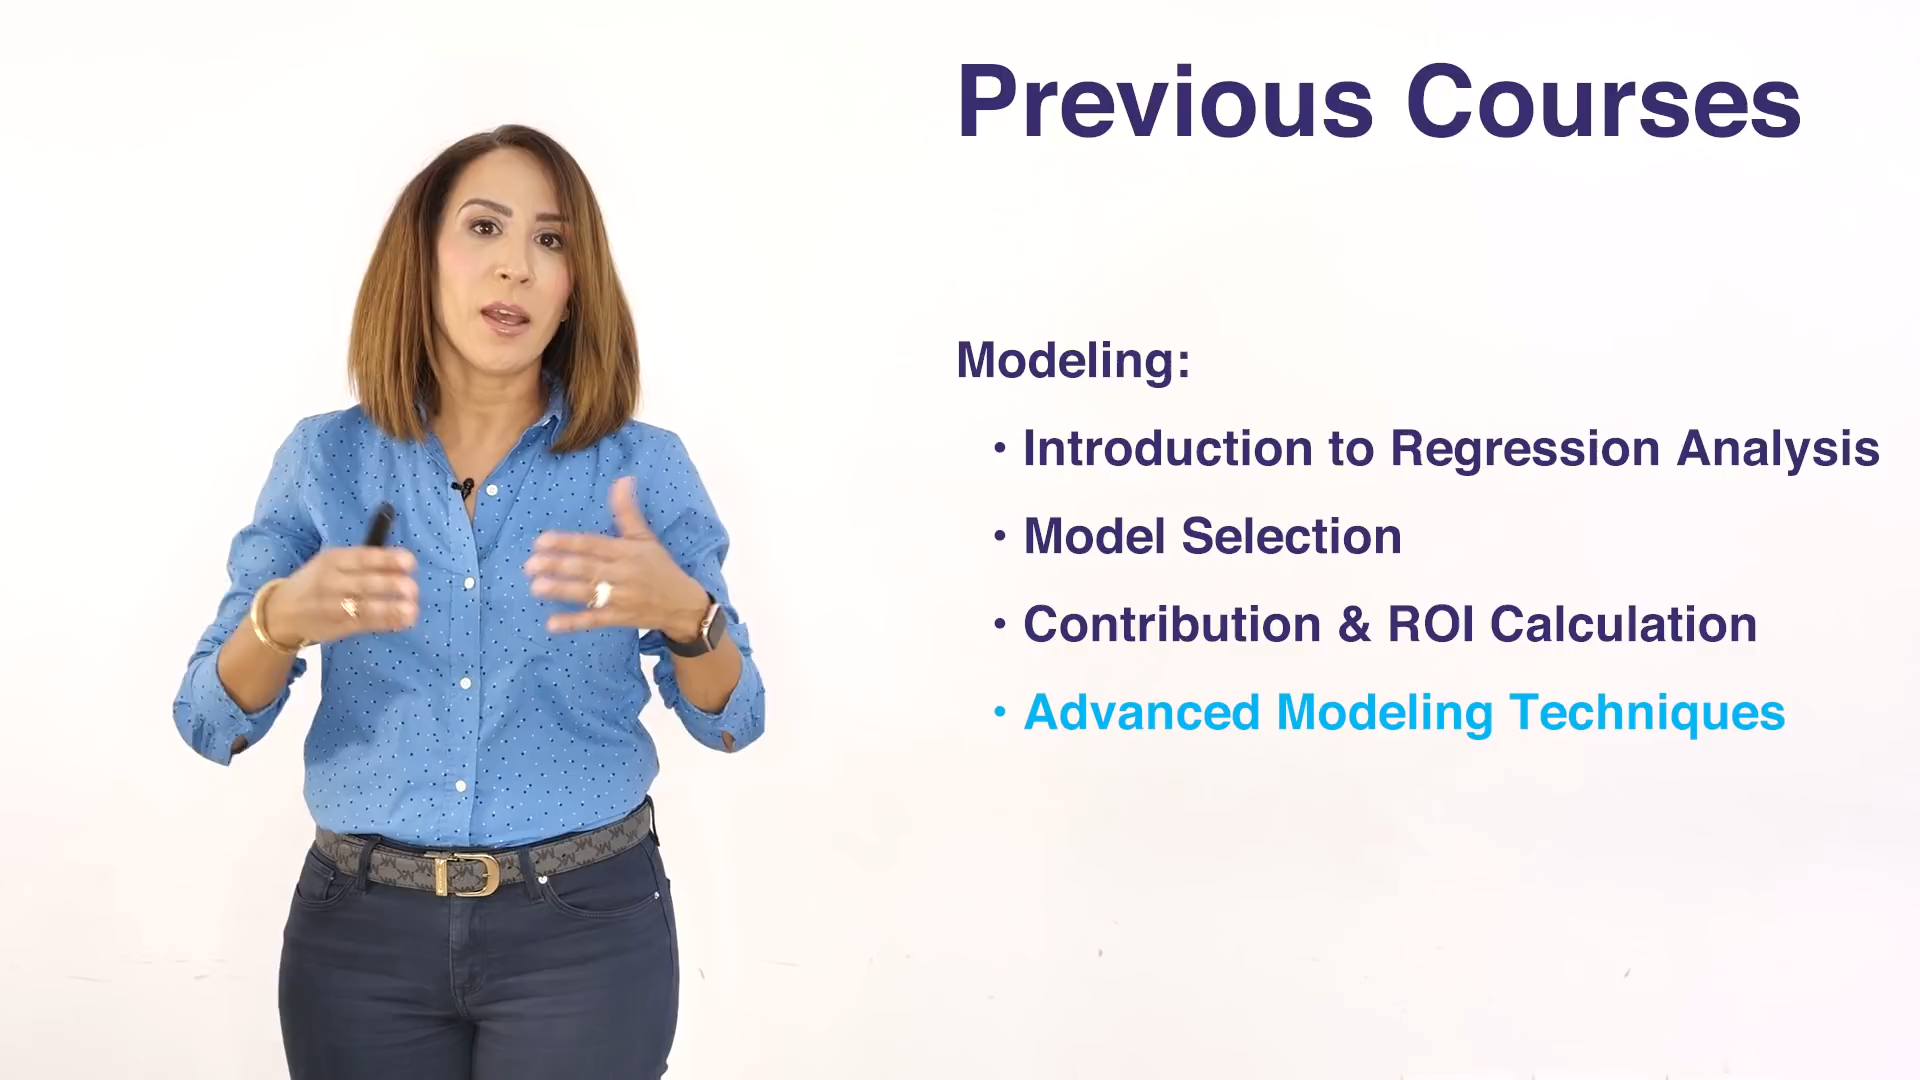 Previous Courses
Modeling:
• Introduction to Regression Analysis
• Model Selection
• Contribution & ROI Calculation
• Advanced Modeling Techniques